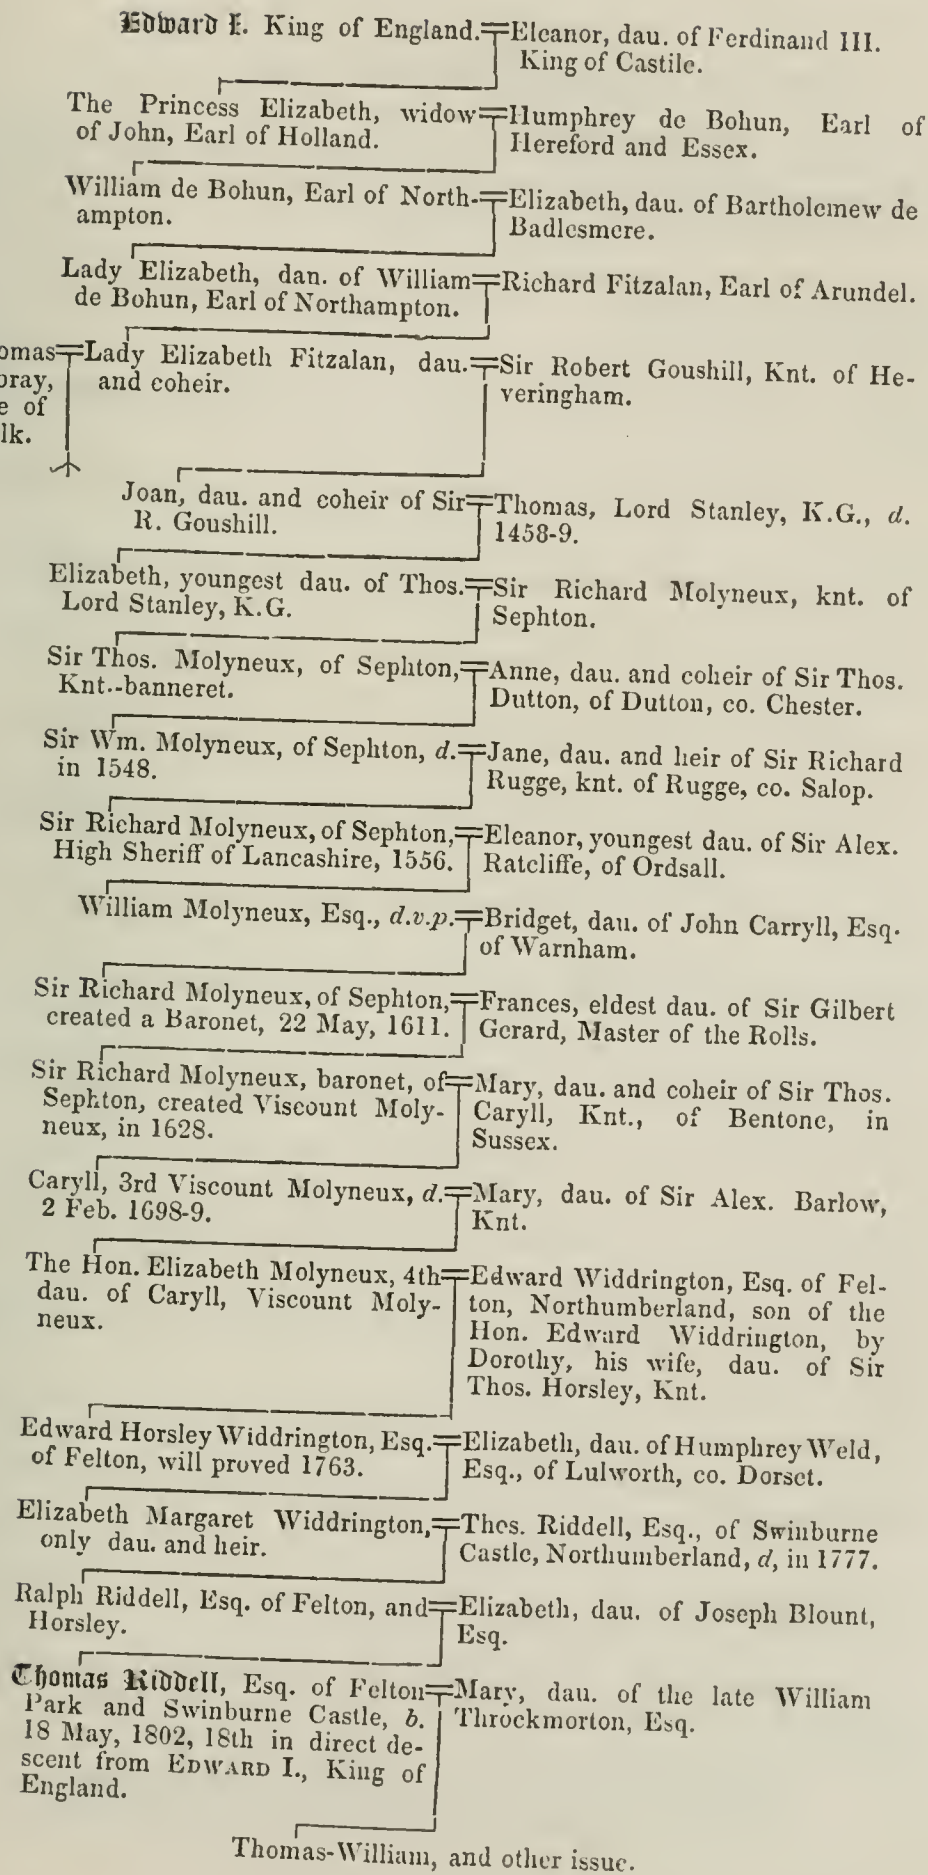 Edward I. King of England.=Eleanor, dau. of Ferdinand III.
King of Castile.
The Princess Elizabeth, widow=Humphrey de Bohun, Earl of
of John, Earl of Holland. Hereford and Essex.
William de Bohun, Earl of North-=Elizabeth, dau. of Bartholemew de
ampton. Badlesmere.
Lady Elizabeth, dan. of William=Richard Fitzalan, Earl of Arundel.
de Bohun, Earl of Northampton.
omas=Lady Elizabeth Fitzalan, dau.=Sir Robert Goushill, Knt. of He-
bray, and coheir. veringham.
e of
lk.
Joan, dau. and coheir of Sir=Thomas, Lord Stanley, K.G., d.
R. Goushill. 1458-9.
Elizabeth, youngest dau. of Thos.=Sir Richard Molyneux, knt. of
Lord Stanley, K.G. Sephton.
Sir Thos. Molyneux, of Sephton,=Anne, dau. and coheir of Sir Thos.
Knt.-banneret. Dutton, of Dutton, co. Chester.
Sir Wm. Molyneux, of Sephton, d.=Jane, dau. and heir of Sir Richard
in 1548. Rugge, knt. of Rugge, co. Salop.
Sir Richard Molyneux, of Sephton,=Eleanor, youngest dau. of Sir Alex.
High Sheriff of Lancashire, 1556. Ratcliffe, of Ordsall.
William Molyneux, Esq., d.v.p.=Bridget, dau. of John Carryll, Esq.
of Warnham.
Sir Richard Molyneux, of Sephton,=Frances, eldest dau. of Sir Gilbert
created a Baronet, 22 May, 1611. Gerard, Master of the Rolls.
Sir Richard Molyneux, baronet, of=Mary, dau. and coheir of Sir Thos.
Sephton, created Viscount Moly- Caryll, Knt., of Bentone, in
neux, in 1628. Sussex.
Caryll, 3rd Viscount Molyneux, d.=Mary, dau. of Sir Alex. Barlow,
2 Feb. 1698-9. Knt.
The Hon. Elizabeth Molyneux, 4th=Edward Widdrington, Esq. of Fel-
dau. of Caryll, Viscount Moly- ton, Northumberland, son of the
neux. Hon. Edward Widdrington, by
Dorothy, his wife, dau. of Sir
Thos. Horsley, Knt.
Edward Horsley Widdrington, Esq.=Elizabeth, dau. of Humphrey Weld,
of Felton, will proved 1763. Esq., of Lulworth, co. Dorset.
Elizabeth Margaret Widdrington,=Thos. Riddell, Esq., of Swinburne
only dau. and heir. Castle, Northumberland, d, in 1777.
Ralph Riddell, Esq. of Felton, and=Elizabeth, dau. of Joseph Blount,
Horsley. Esq.
Thomas Riddell, Esq. of Felton=Mary, dau. of the late William
Park and Swinburne Castle, b. Throckmorton, Esq.
18 May, 1802, 18th in direct de-
scent from EDWARD I., King of
England.
Thomas-William, and other issue.